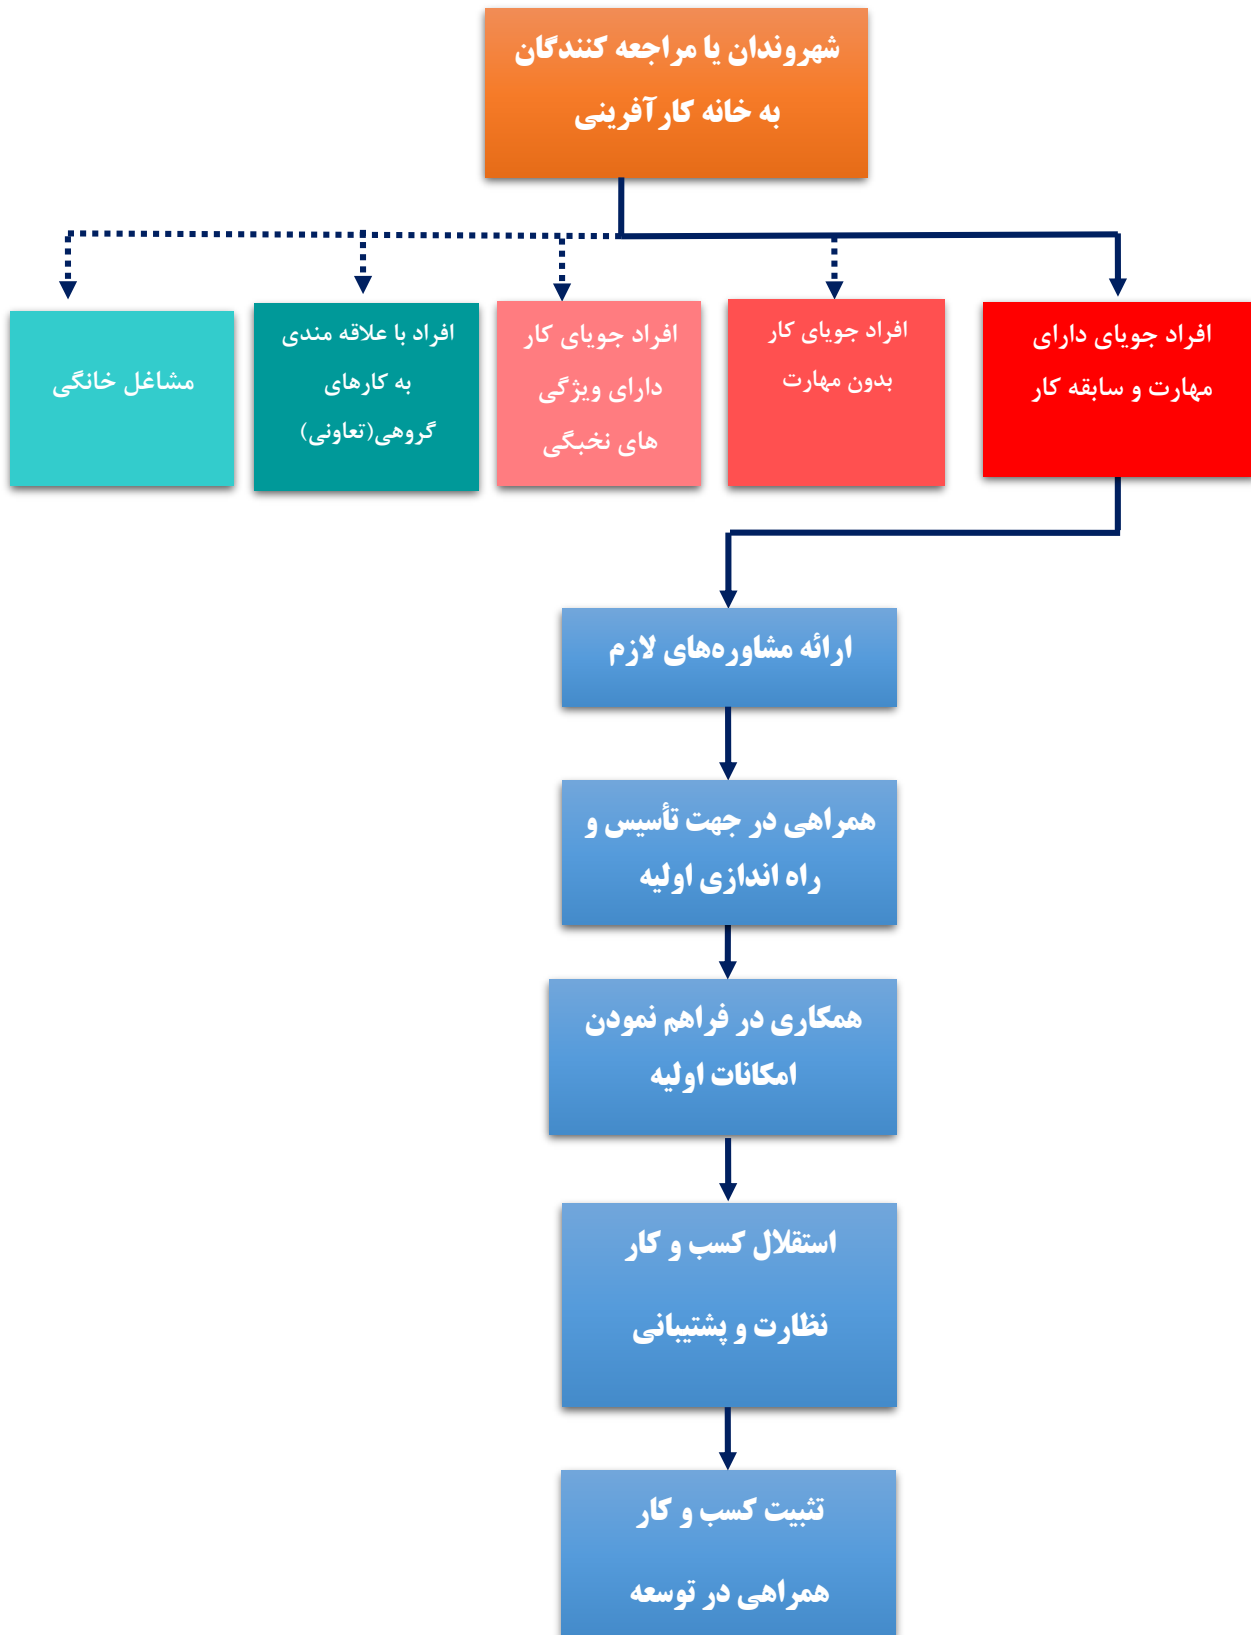 شهروندان یا مراجعه کنندگان
به خانه کارآفرینی
افراد جویای دارای
مهارت و سابقه کار
افراد جویای کار
بدون مهارت
افراد جویای کار
دارای ویژگی
های نخبگی
افراد با علاقه مندی
به کارهای
گروهی(تعاونی)
مشاغل خانگی
ارائه مشاوره‌های لازم
همراهی در جهت تأسیس و
راه اندازی اولیه
همکاری در فراهم نمودن
امکانات اولیه
استقلال کسب و کار
نظارت و پشتیبانی
تثبیت کسب و کار
همراهی در توسعه